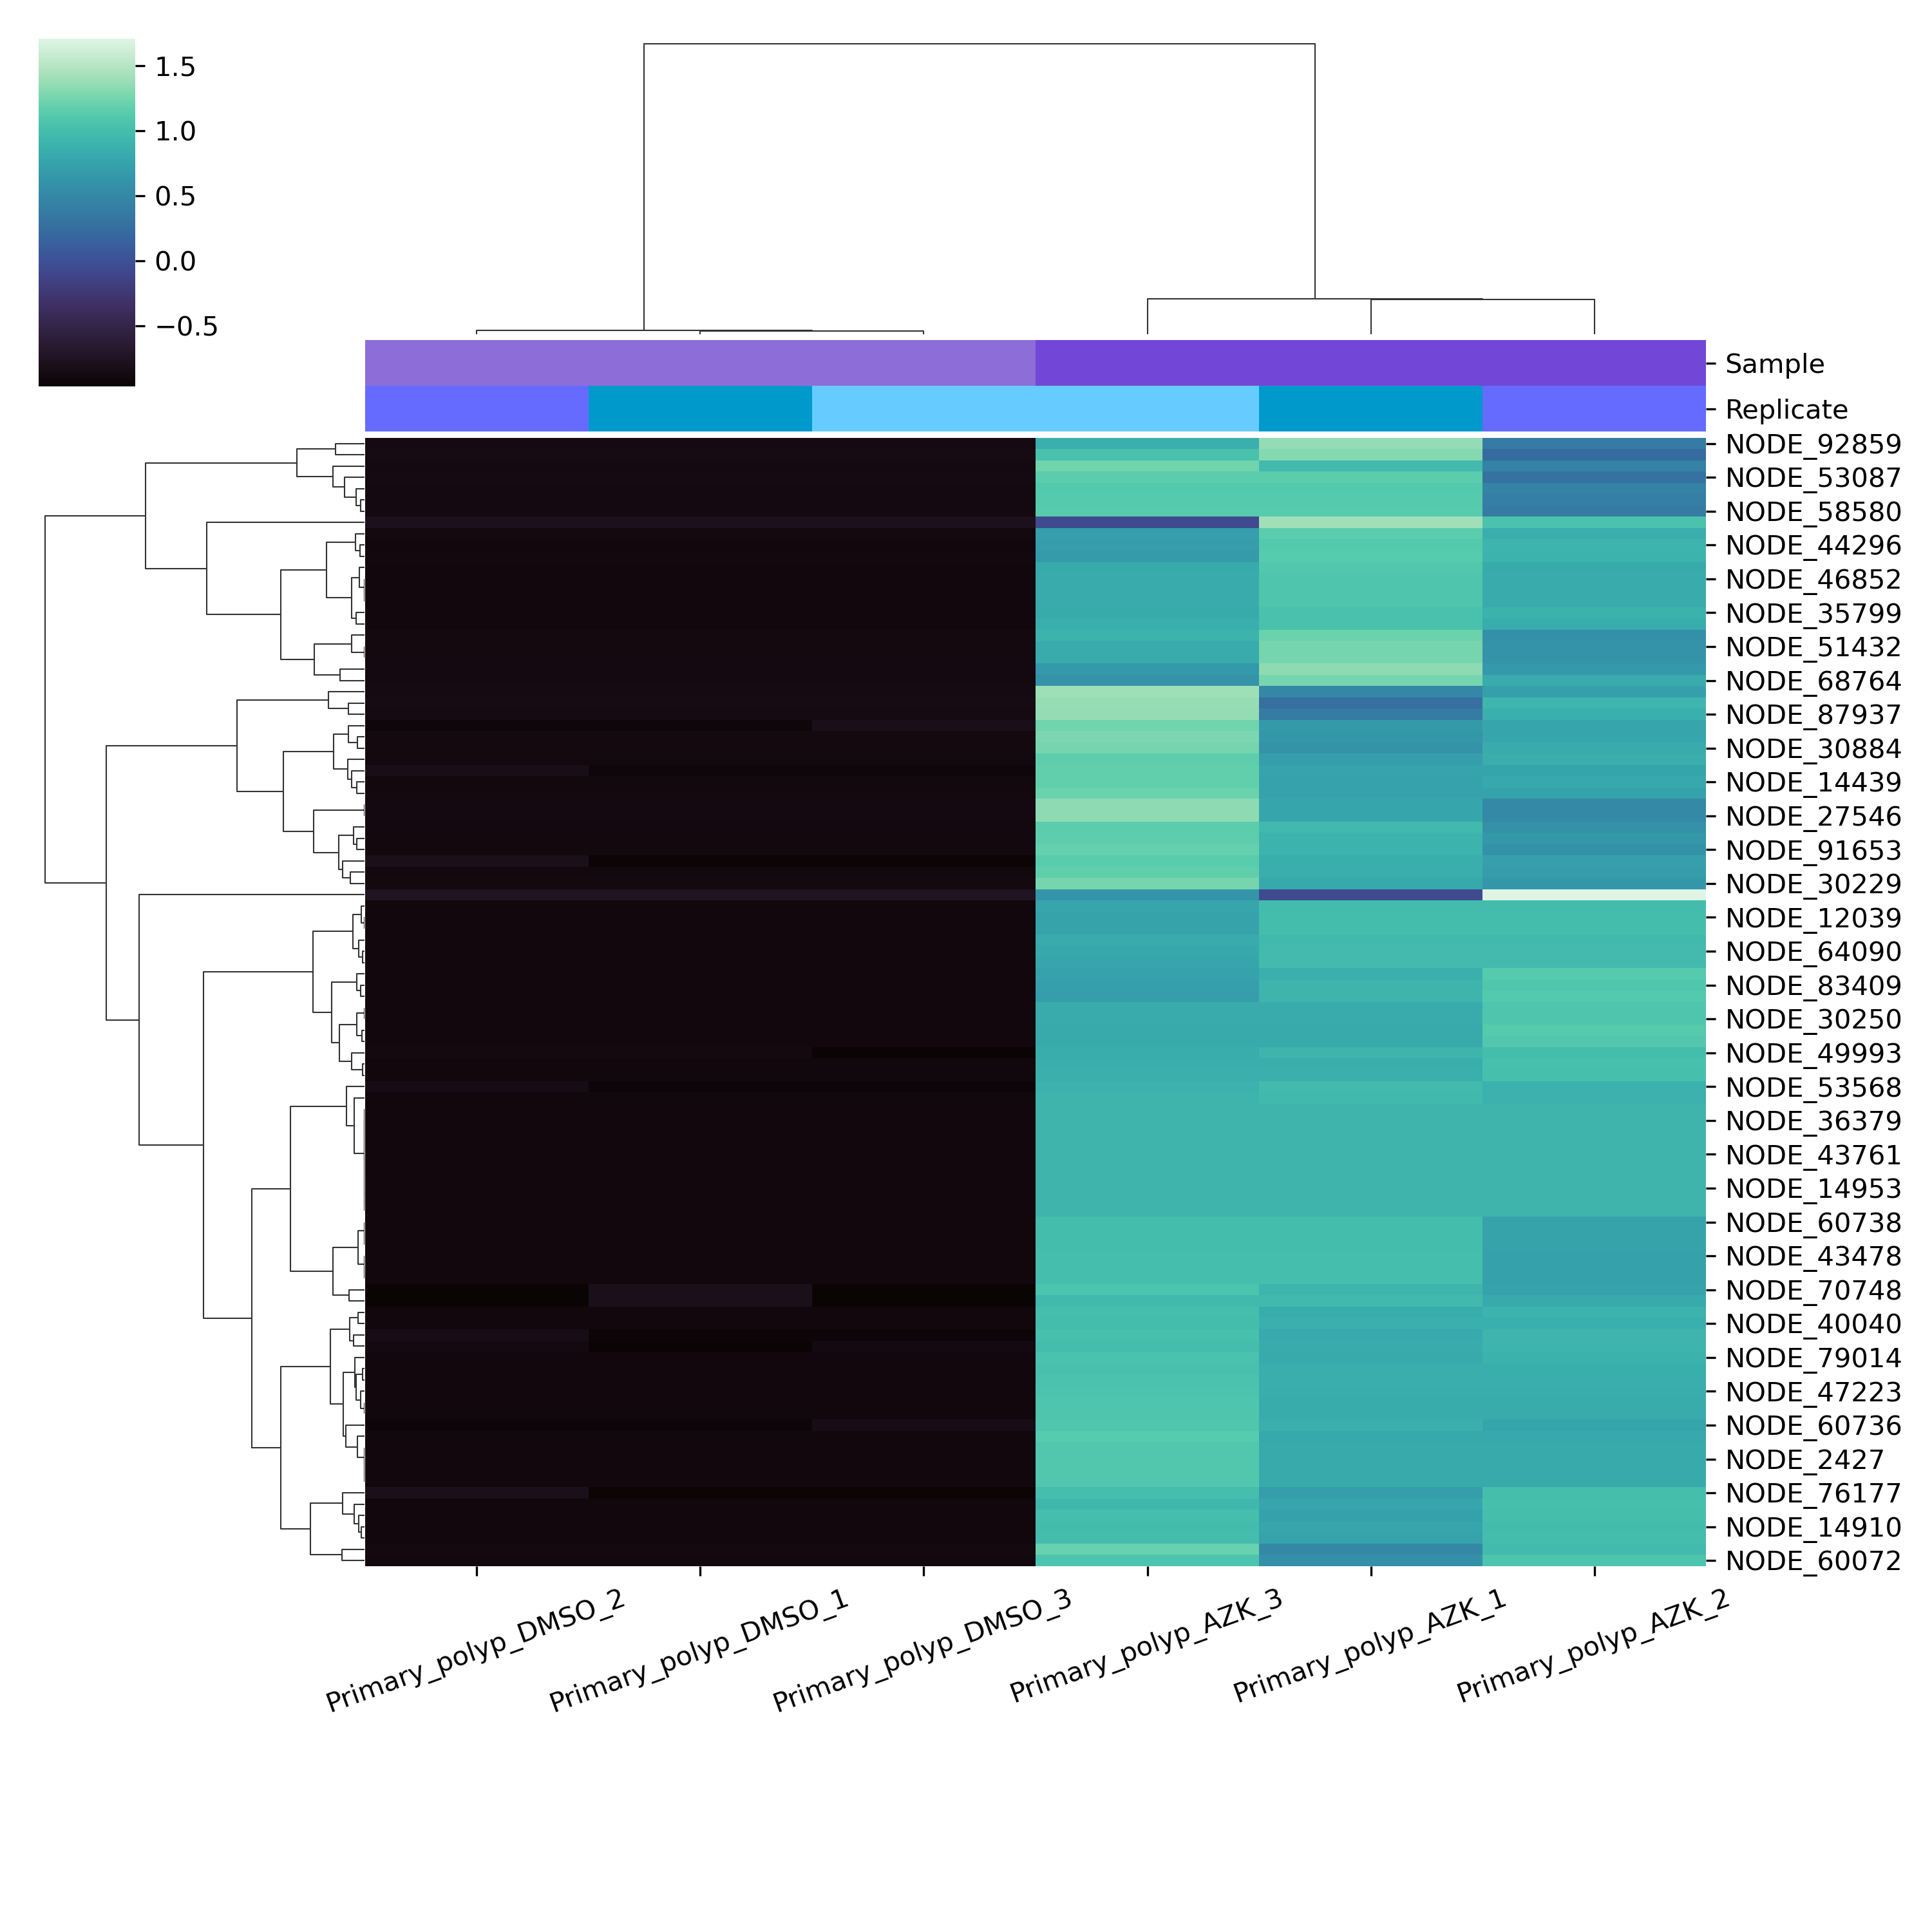 1.5
1.0
0.5
0.0
−0.5
Sample
Replicate
NODE_92859
NODE_53087
NODE_58580
NODE_44296
NODE_46852
NODE_35799
NODE_51432
NODE_68764
NODE_87937
NODE_30884
NODE_14439
NODE_27546
NODE_91653
NODE_30229
NODE_12039
NODE_64090
NODE_83409
NODE_30250
NODE_49993
NODE_53568
NODE_36379
NODE_43761
NODE_14953
NODE_60738
NODE_43478
NODE_70748
NODE_40040
NODE_79014
NODE_47223
NODE_60736
NODE_2427
NODE_76177
NODE_14910
NODE_60072
Primary_polyp_DMSO_2
Primary_polyp_DMSO_1
Primary_polyp_DMSO_3
Primary_polyp_AZK_3
Primary_polyp_AZK_1
Primary_polyp_AZK_2